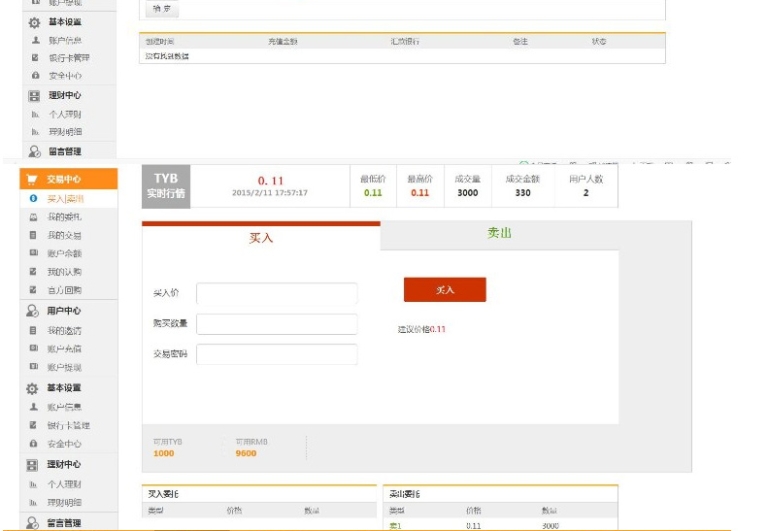 账户提现
确 定
基本设置
账户信息
创建时间 充值金额 汇款银行 备注 状态
银行卡管理
没有找到数据
安全中心
理财中心
个人理财
理财明细
留言管理
交易中心
TYB
实时行情
0.11
2015/2/11 17:57:17
最低价 最高价 成交量 成交金额 用户人数
0.11 0.11 3000 330 2
买入|卖出
我的委托
我的交易
账户余额
我的认购
官方回购
用户中心
我的邀请
账户充值
账户提现
基本设置
账户信息
银行卡管理
安全中心
理财中心
个人理财
理财明细
留言管理
买入 卖出
买入价
买入
购买数量
建议价格0.11
交易密码
可用TYB 可用RMB
1000 9600
买入委托 卖出委托
类型 价格 数量 类型 价格 数量
卖1 0.11 3000